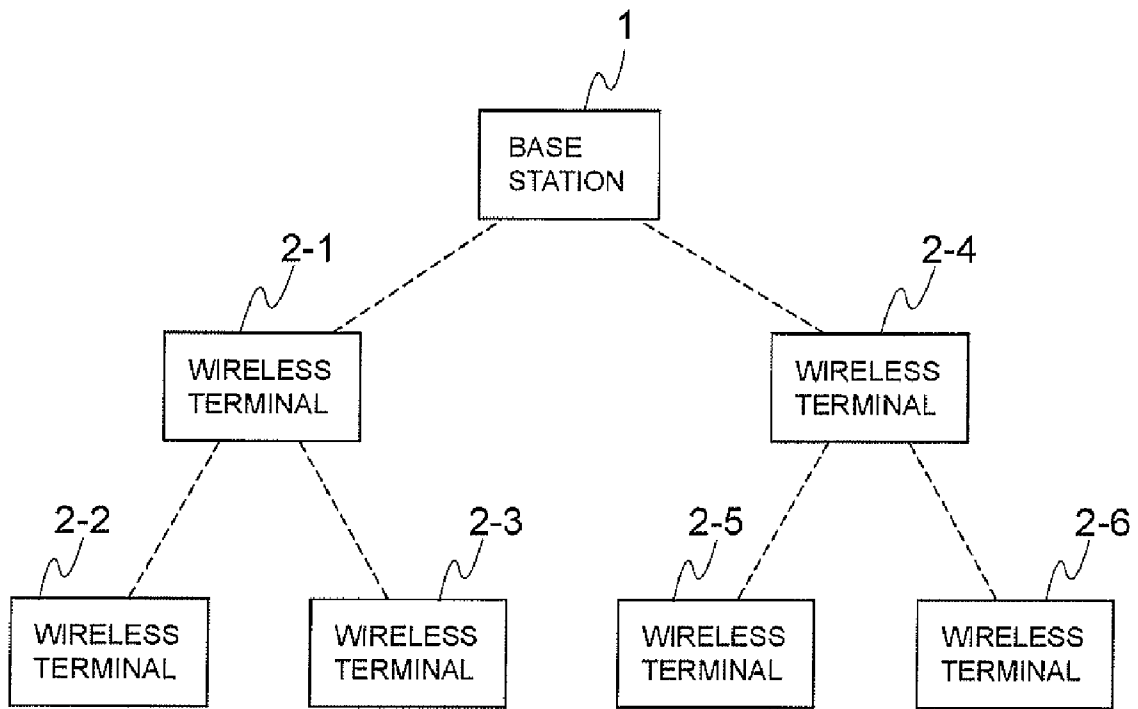 1
BASE
STATION
2-1
2-4
WIRELESS
TERMINAL
WIRELESS
TERMINAL
2-2
2-3
2-5
2-6
WIRELESS
TERMINAL
WIRELESS
TERMINAL
WIRELESS
TERMINAL
WIRELESS
TERMINAL